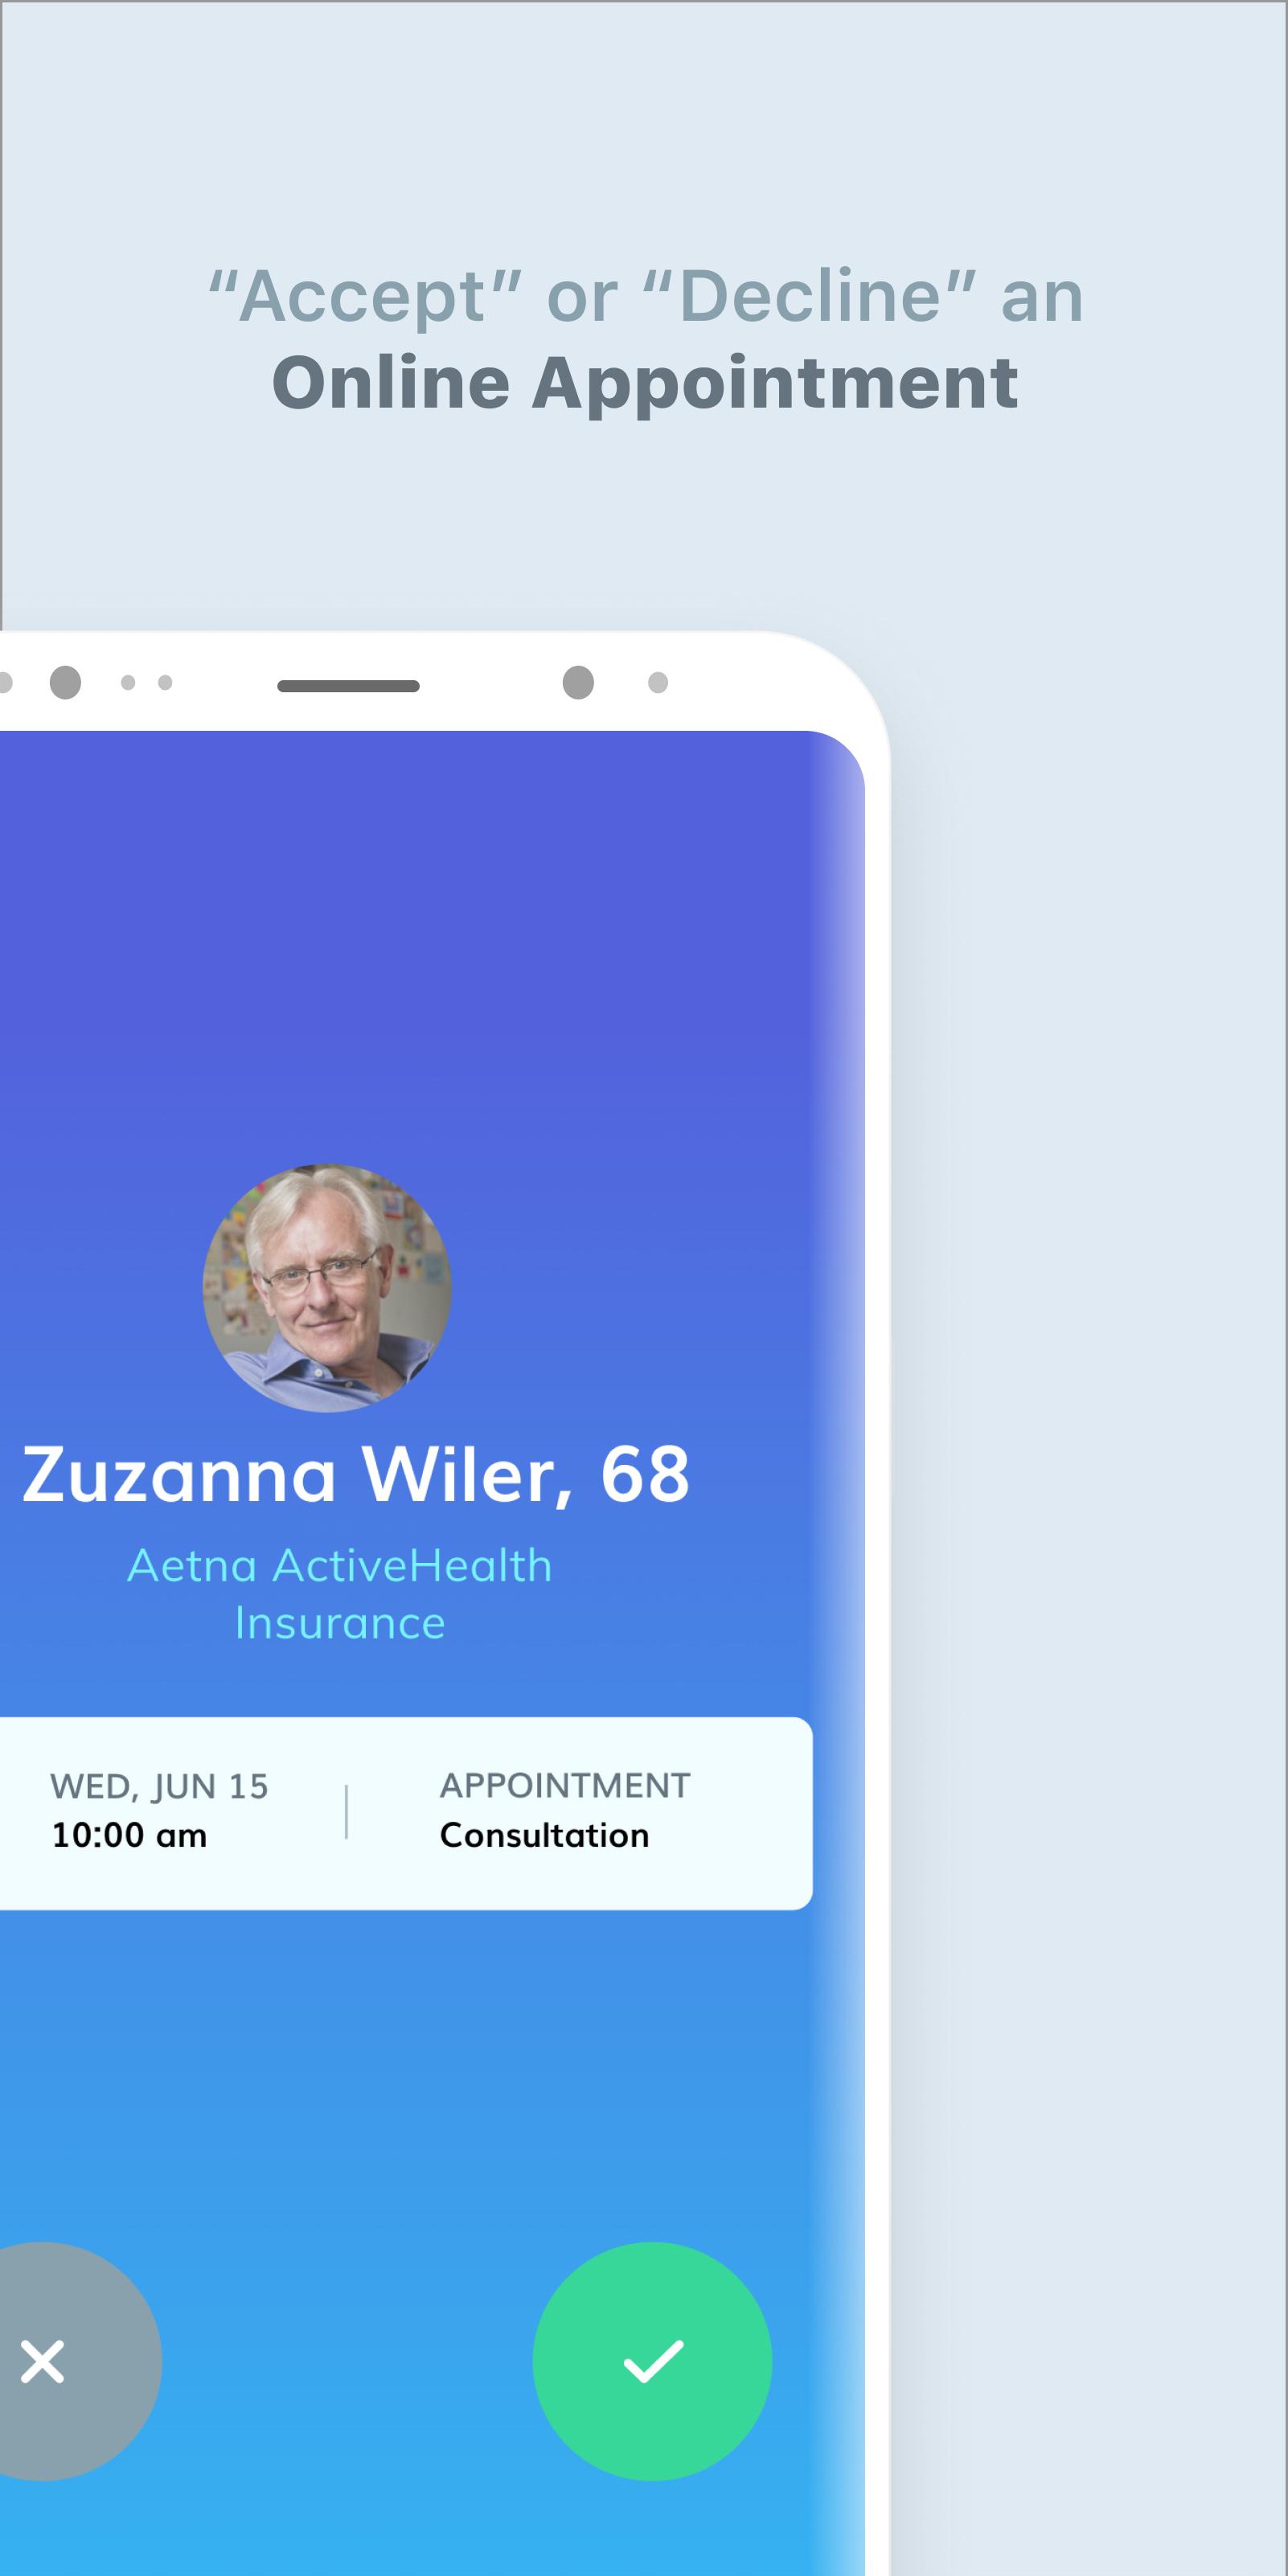 “Accept” or “Decline” an
Online Appointment
Zuzanna Wiler, 68
Aetna ActiveHealth
Insurance
WED, JUN 15
10:00 am
APPOINTMENT
Consultation